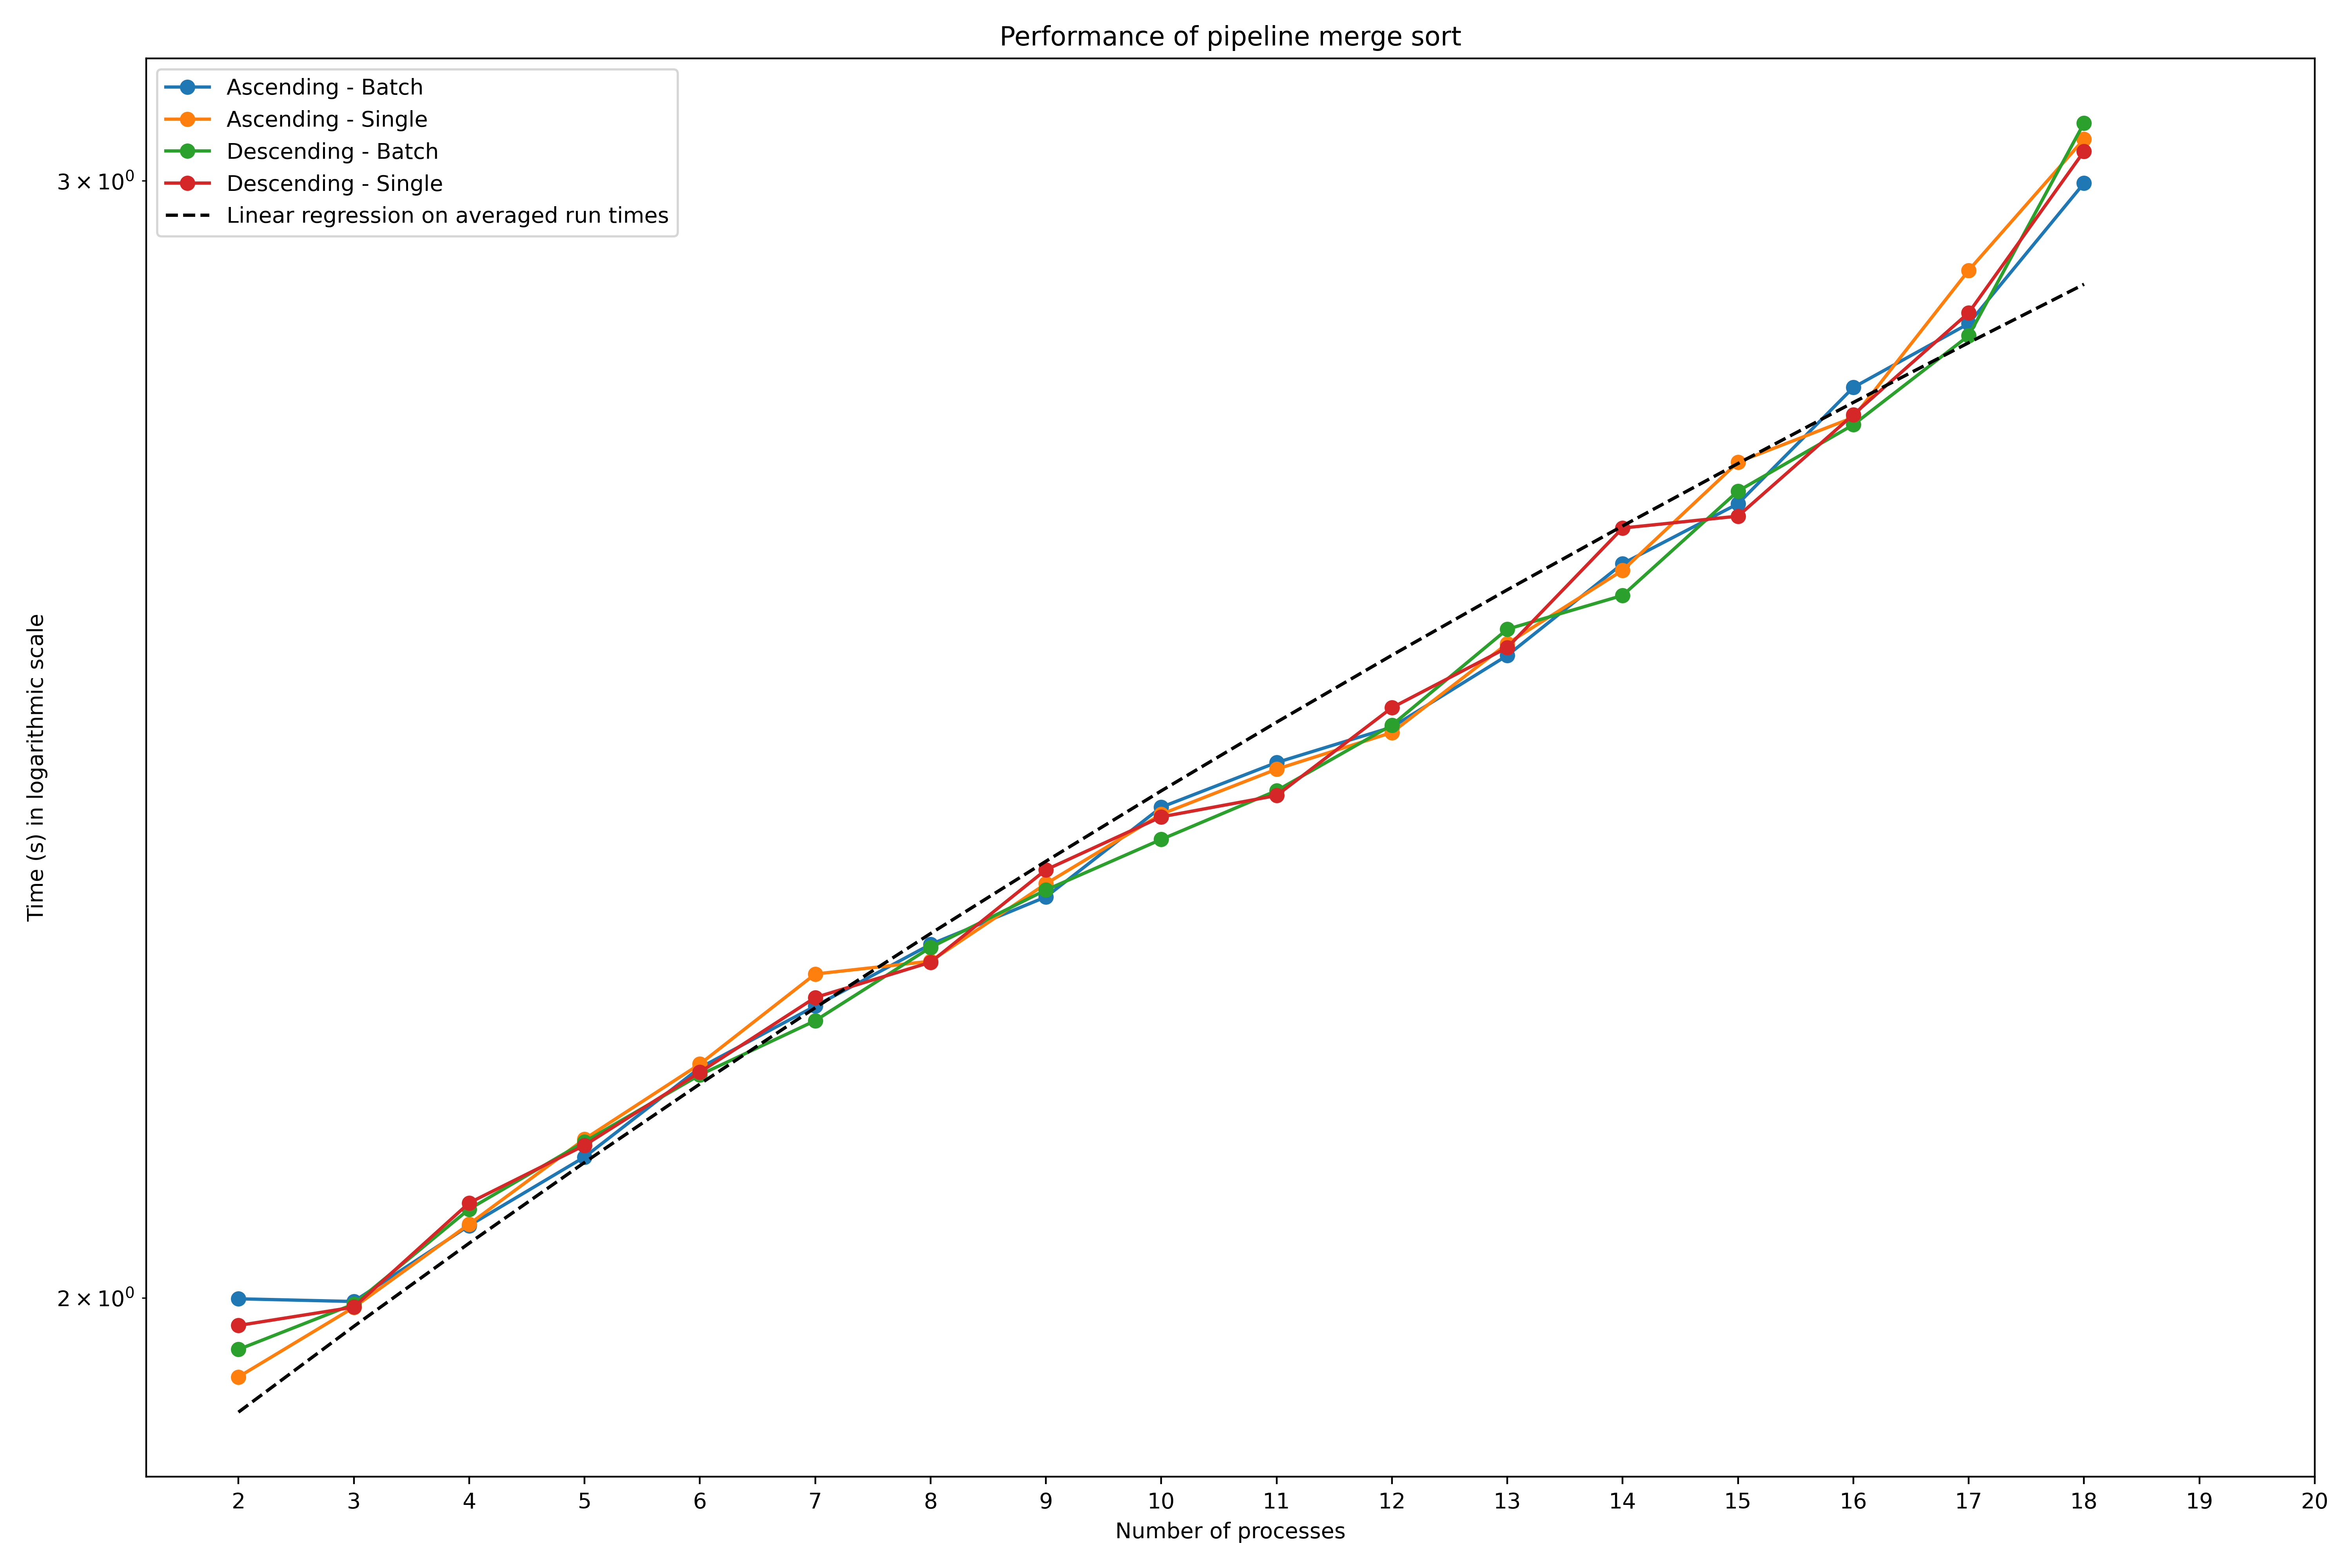 Performance of pipeline merge sort
Ascending - Batch
Ascending - Single
Descending - Batch
Descending - Single
Linear regression on averaged run times
3 × 10⁰
2 × 10⁰
Time (s) in logarithmic scale
2 3 4 5 6 7 8 9 10 11 12 13 14 15 16 17 18 19 20
Number of processes